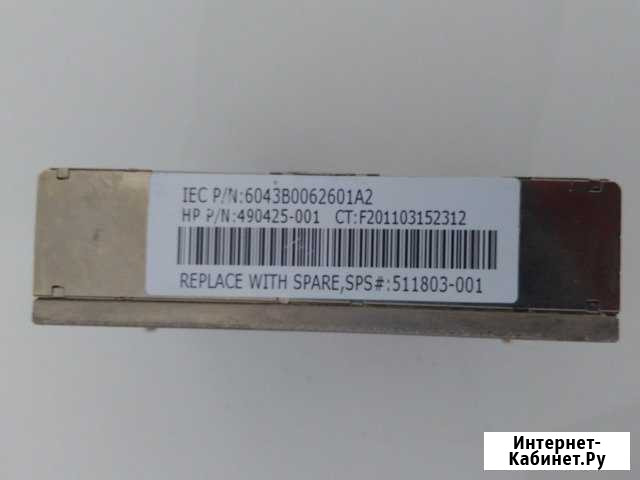 IEC P/N:6043B0062601A2
HP P/N:490425-001 CT:F201103152312
REPLACE WITH SPARE,SPS#:511803-001
Интернет-
Кабинет.Ру